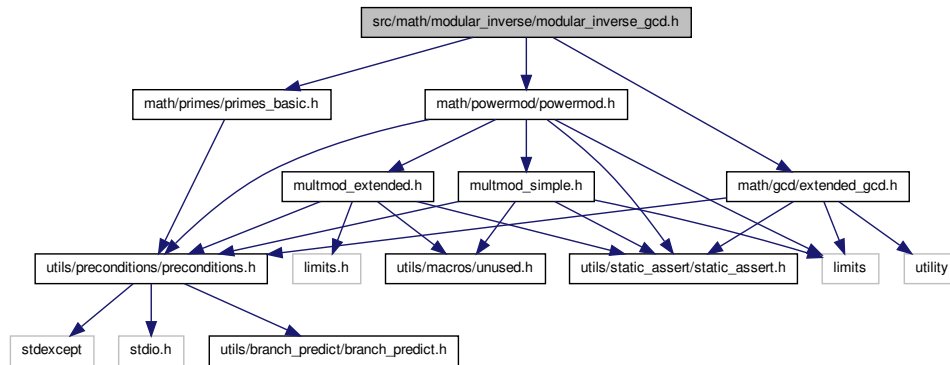 src/math/modular_inverse/modular_inverse_gcd.h
math/primes/primes_basic.h
math/powermod/powermod.h
multmod_extended.h
multmod_simple.h
math/gcd/extended_gcd.h
utils/preconditions/preconditions.h
limits.h
utils/macros/unused.h
utils/static_assert/static_assert.h
limits
utility
stdexcept
stdio.h
utils/branch_predict/branch_predict.h